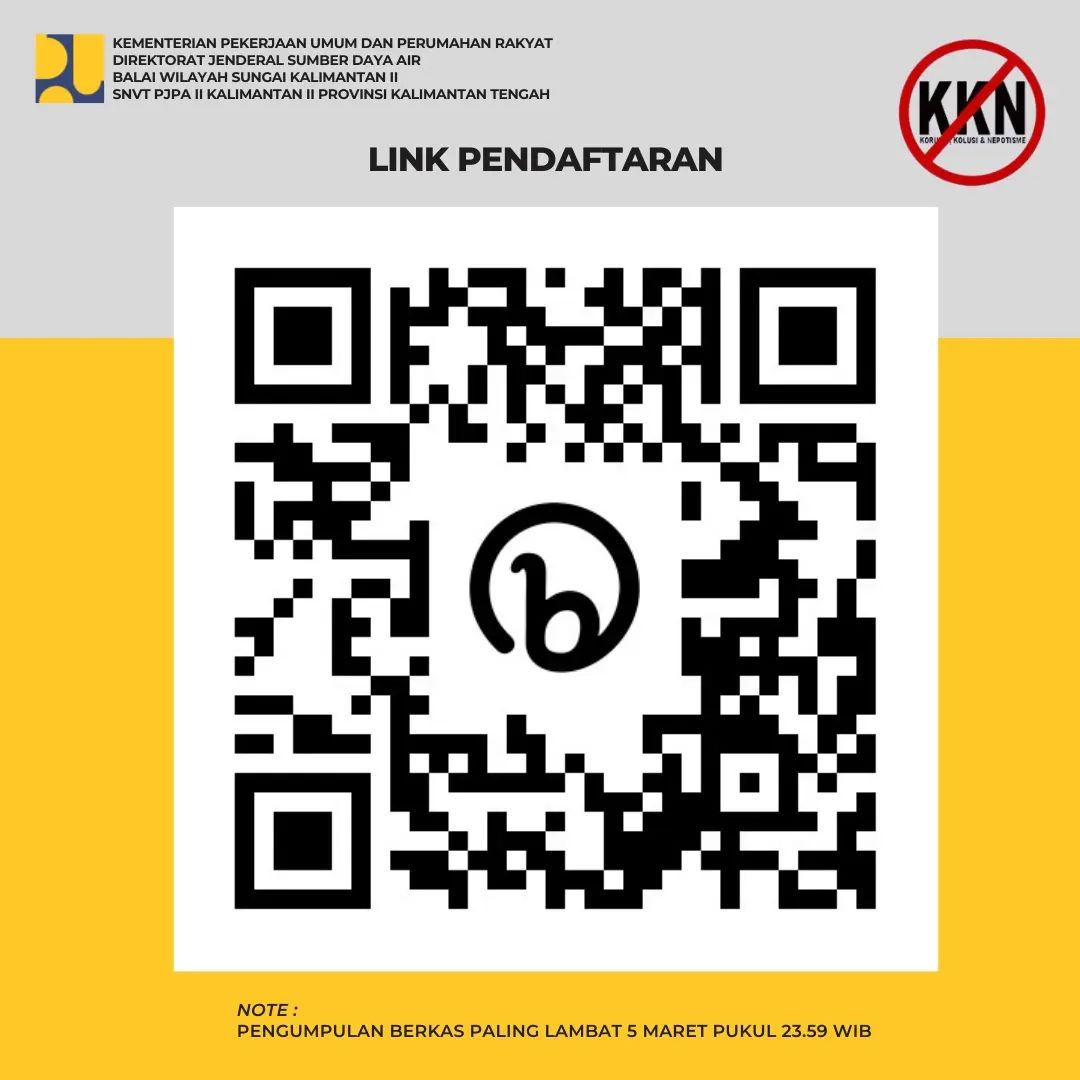 KEMENTERIAN PEKERJAAN UMUM DAN PERUMAHAN RAKYAT
DIREKTORAT JENDERAL SUMBER DAYA AIR
BALAI WILAYAH SUNGAI KALIMANTAN II
SNVT PJPA II KALIMANTAN II PROVINSI KALIMANTAN TENGAH
KKN
KOLUSI & NEPOTISME
LINK PENDAFTARAN
b
NOTE :
PENGUMPULAN BERKAS PALING LAMBAT 5 MARET PUKUL 23.59 WIB